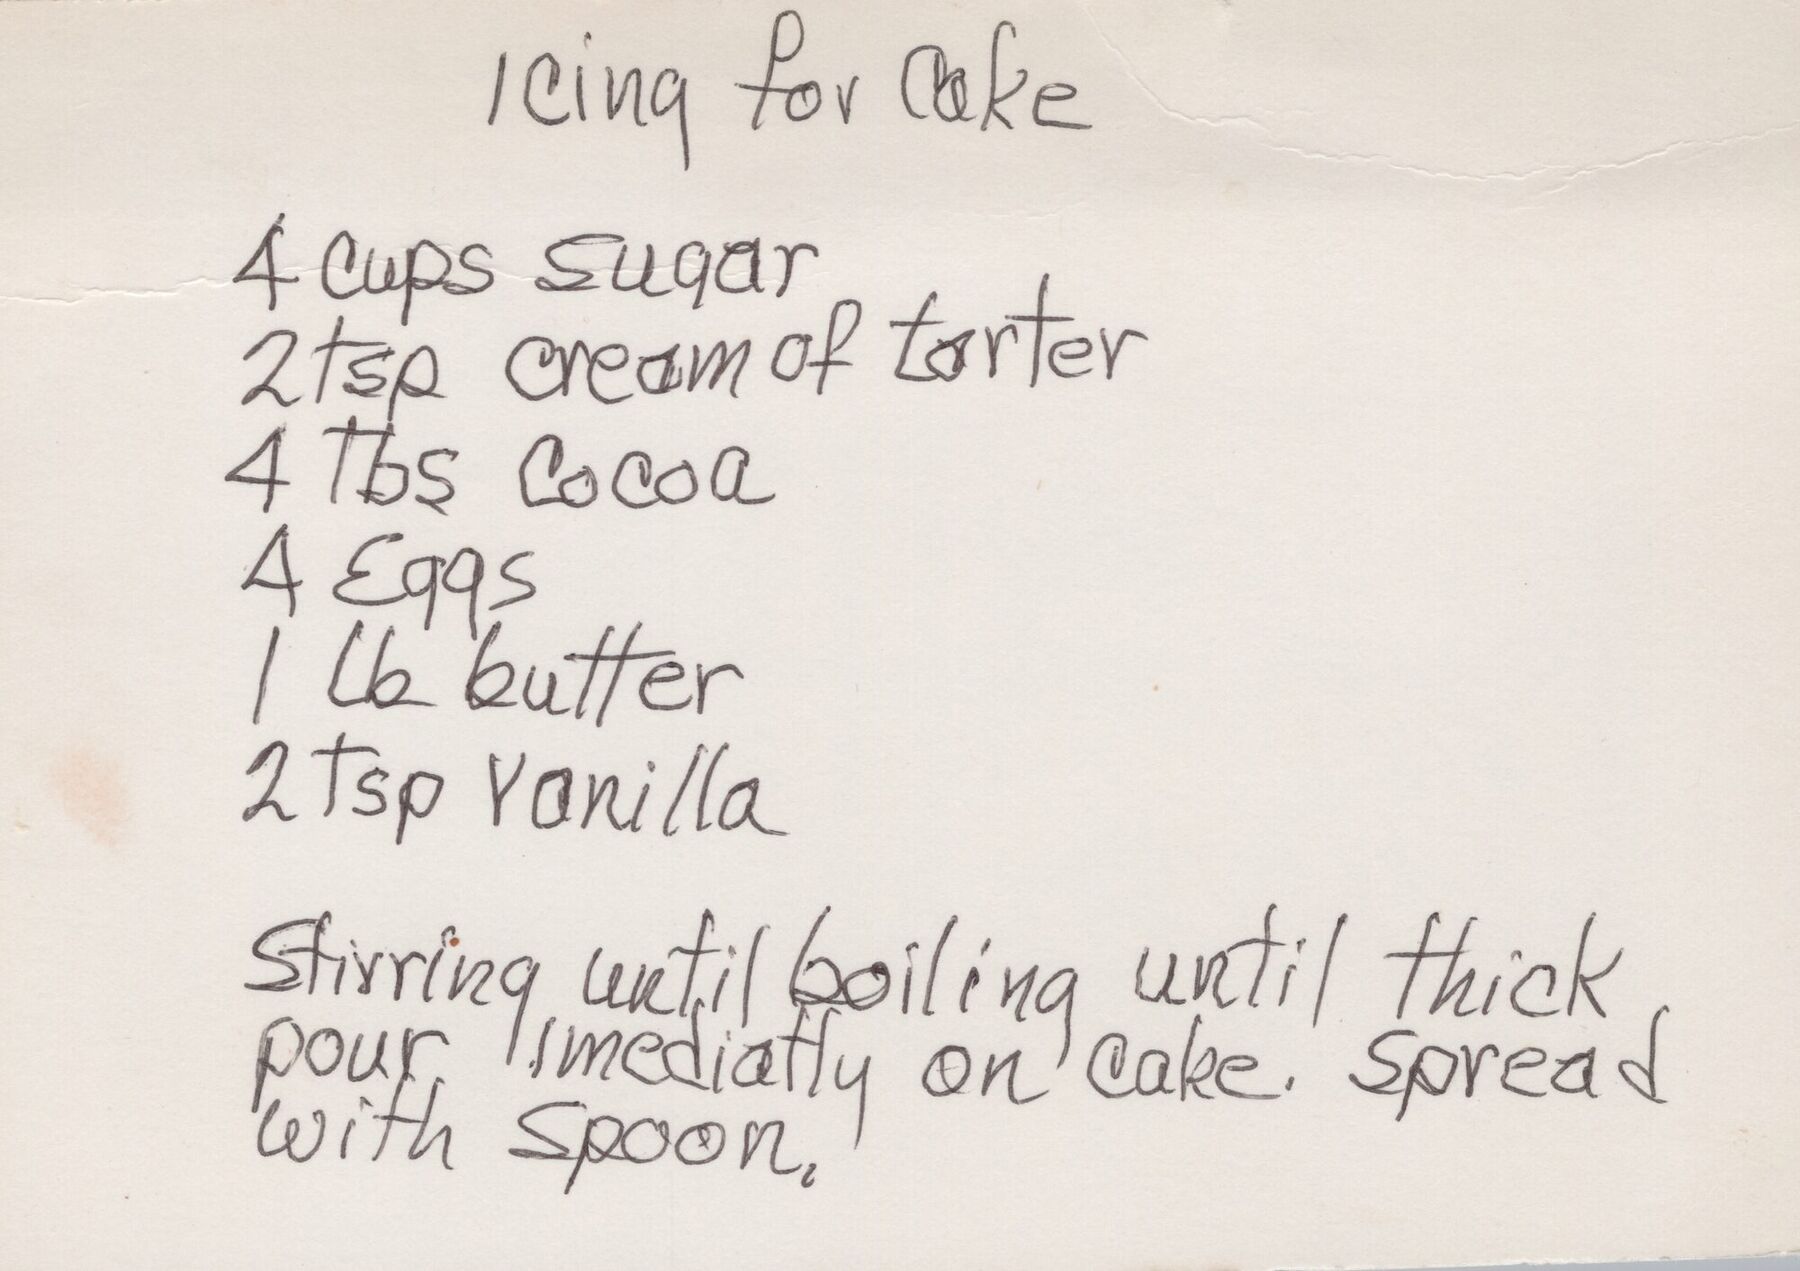 Icing for Cake
4 Cups sugar
2 tsp cream of tarter
4 Tbs Cocoa
4 Eggs
1 lb butter
2 Tsp Vanilla
Stirring until boiling until thick
pour imediatly on cake. Spread
with Spoon.